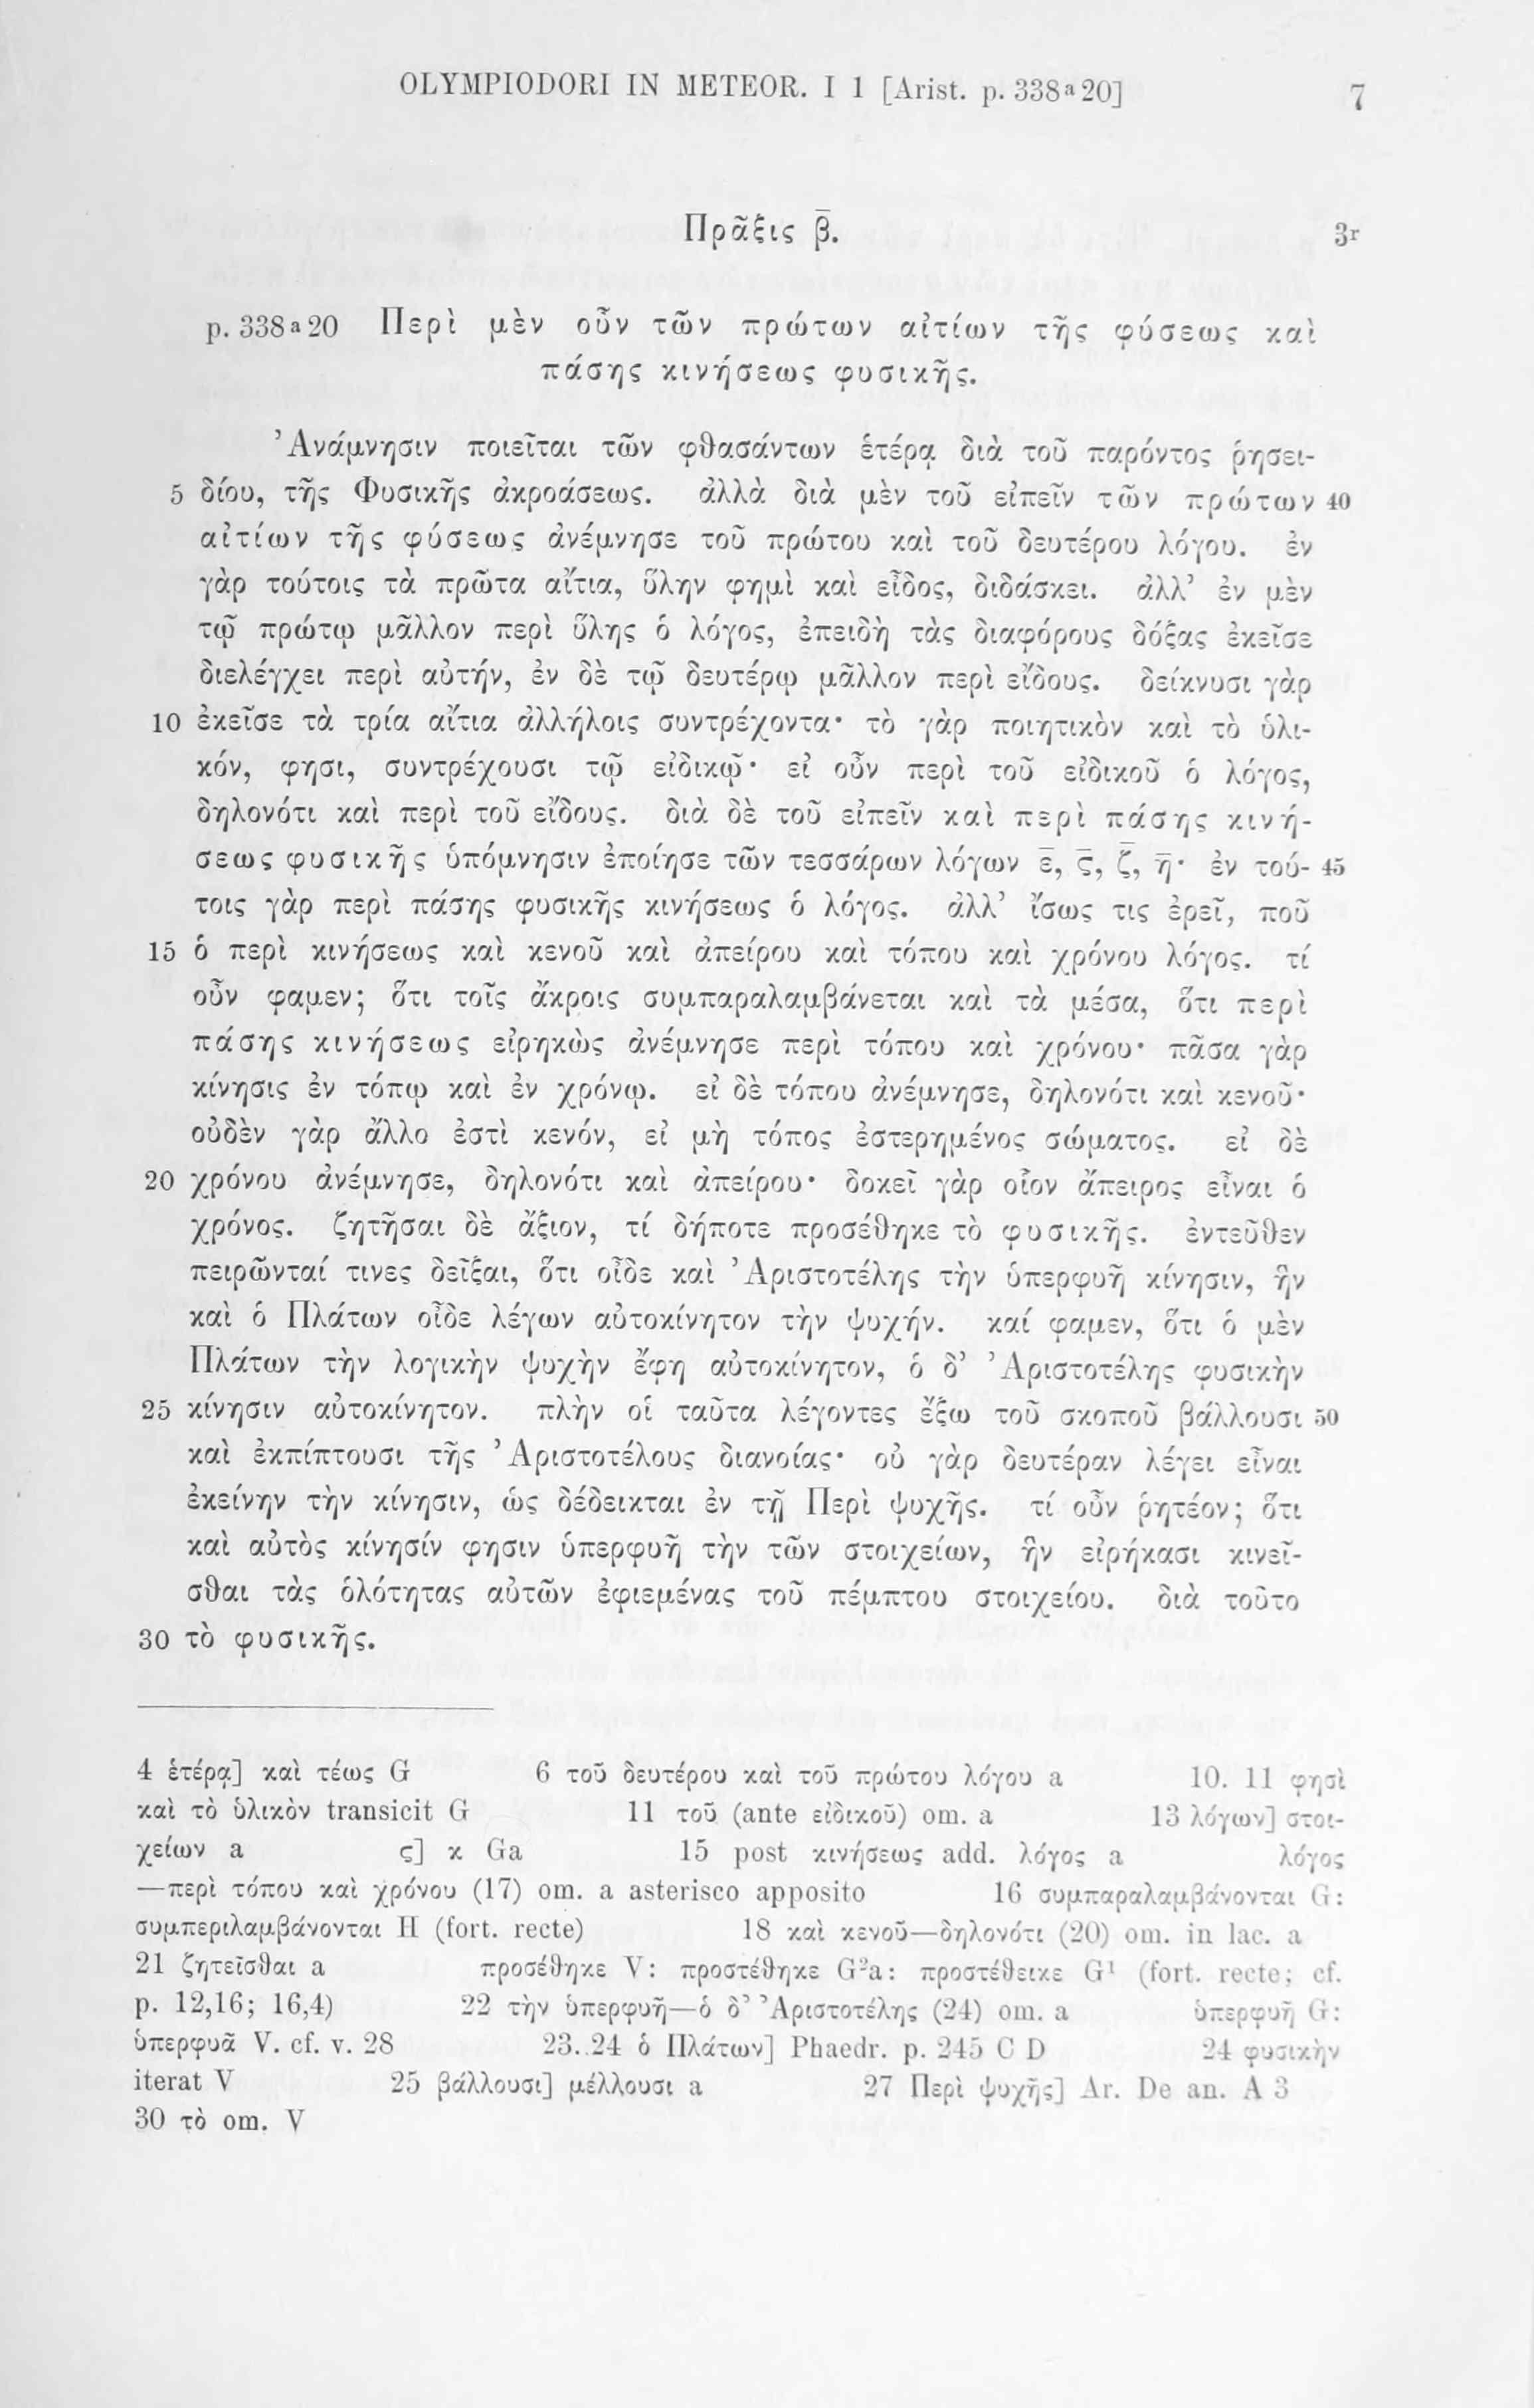 OLYMPIODORI IN METEOR. I 1 [Arist. p. 338ᵃ20] 7
Πρᾶξις β̄. 3ʳ
p. 338ᵃ20 Περὶ μὲν οὖν τῶν πρώτων αἰτίων τῆς φύσεως καὶ
πάσης κινήσεως φυσικῆς.
Ἀνάμνησιν ποιεῖται τῶν φθασάντων ἑτέρᾳ διὰ τοῦ παρόντος ῥησει-
5 δίου, τῆς Φυσικῆς ἀκροάσεως. ἀλλὰ διὰ μὲν τοῦ εἰπεῖν τῶν πρώτων 40
αἰτίων τῆς φύσεως ἀνέμνησε τοῦ πρώτου καὶ τοῦ δευτέρου λόγου. ἐν
γὰρ τούτοις τὰ πρῶτα αἴτια, ὕλην φημὶ καὶ εἶδος, διδάσκει. ἀλλ' ἐν μὲν
τῷ πρώτῳ μᾶλλον περὶ ὕλης ὁ λόγος, ἐπειδὴ τὰς διαφόρους δόξας ἐκεῖσε
διελέγχει περὶ αὐτήν, ἐν δὲ τῷ δευτέρῳ μᾶλλον περὶ εἴδους. δείκνυσι γὰρ
10 ἐκεῖσε τὰ τρία αἴτια ἀλλήλοις συντρέχοντα· τὸ γὰρ ποιητικὸν καὶ τὸ ὑλι-
κόν, φησι, συντρέχουσι τῷ εἰδικῷ· εἰ οὖν περὶ τοῦ εἰδικοῦ ὁ λόγος,
δηλονότι καὶ περὶ τοῦ εἴδους. διὰ δὲ τοῦ εἰπεῖν καὶ περὶ πάσης κινή-
σεως φυσικῆς ὑπόμνησιν ἐποίησε τῶν τεσσάρων λόγων ε̄, ϛ̄, ζ̄, η̄· ἐν τού- 45
τοις γὰρ περὶ πάσης φυσικῆς κινήσεως ὁ λόγος. ἀλλ' ἴσως τις ἐρεῖ, ποῦ
15 ὁ περὶ κινήσεως καὶ κενοῦ καὶ ἀπείρου καὶ τόπου καὶ χρόνου λόγος. τί
οὖν φαμεν; ὅτι τοῖς ἄκροις συμπαραλαμβάνεται καὶ τὰ μέσα, ὅτι περὶ
πάσης κινήσεως εἰρηκὼς ἀνέμνησε περὶ τόπου καὶ χρόνου· πᾶσα γὰρ
κίνησις ἐν τόπῳ καὶ ἐν χρόνῳ. εἰ δὲ τόπου ἀνέμνησε, δηλονότι καὶ κενοῦ·
οὐδὲν γὰρ ἄλλο ἐστὶ κενόν, εἰ μὴ τόπος ἐστερημένος σώματος. εἰ δὲ
20 χρόνου ἀνέμνησε, δηλονότι καὶ ἀπείρου· δοκεῖ γὰρ οἷον ἄπειρος εἶναι ὁ
χρόνος. ζητῆσαι δὲ ἄξιον, τί δήποτε προσέθηκε τὸ φυσικῆς. ἐντεῦθεν
πειρῶνταί τινες δεῖξαι, ὅτι οἶδε καὶ Ἀριστοτέλης τὴν ὑπερφυῆ κίνησιν, ἣν
καὶ ὁ Πλάτων οἶδε λέγων αὐτοκίνητον τὴν ψυχήν. καί φαμεν, ὅτι ὁ μὲν
Πλάτων τὴν λογικὴν ψυχὴν ἔφη αὐτοκίνητον, ὁ δ' Ἀριστοτέλης φυσικὴν
25 κίνησιν αὐτοκίνητον. πλὴν οἱ ταῦτα λέγοντες ἔξω τοῦ σκοποῦ βάλλουσι 50
καὶ ἐκπίπτουσι τῆς Ἀριστοτέλους διανοίας· οὐ γὰρ δευτέραν λέγει εἶναι
ἐκείνην τὴν κίνησιν, ὡς δέδεικται ἐν τῇ Περὶ ψυχῆς. τί οὖν ῥητέον; ὅτι
καὶ αὐτὸς κίνησίν φησιν ὑπερφυῆ τὴν τῶν στοιχείων, ἣν εἰρήκασι κινεῖ-
σθαι τὰς ὁλότητας αὐτῶν ἐφιεμένας τοῦ πέμπτου στοιχείου. διὰ τοῦτο
30 τὸ φυσικῆς.
4 ἑτέρᾳ] καὶ τέως G 6 τοῦ δευτέρου καὶ τοῦ πρώτου λόγου a 10. 11 φησὶ
καὶ τὸ ὑλικὸν transicit G 11 τοῦ (ante εἰδικοῦ) om. a 13 λόγων] στοι-
χείων a ϛ] κ Ga 15 post κινήσεως add. λόγος a λόγος
—περὶ τόπου καὶ χρόνου (17) om. a asterisco apposito 16 συμπαραλαμβάνονται G:
συμπεριλαμβάνονται H (fort. recte) 18 καὶ κενοῦ—δηλονότι (20) om. in lac. a
21 ζητεῖσθαι a προσέθηκε V: προστέθηκε G²a: προστέθεικε G¹ (fort. recte; cf.
p. 12,16; 16,4) 22 τὴν ὑπερφυῆ—ὁ δ' Ἀριστοτέλης (24) om. a ὑπερφυῆ G:
ὑπερφυᾶ V. cf. v. 28 23. 24 ὁ Πλάτων] Phaedr. p. 245 C D 24 φυσικὴν
iterat V 25 βάλλουσι] μέλλουσι a 27 Περὶ ψυχῆς] Ar. De an. A 3
30 τὸ om. V